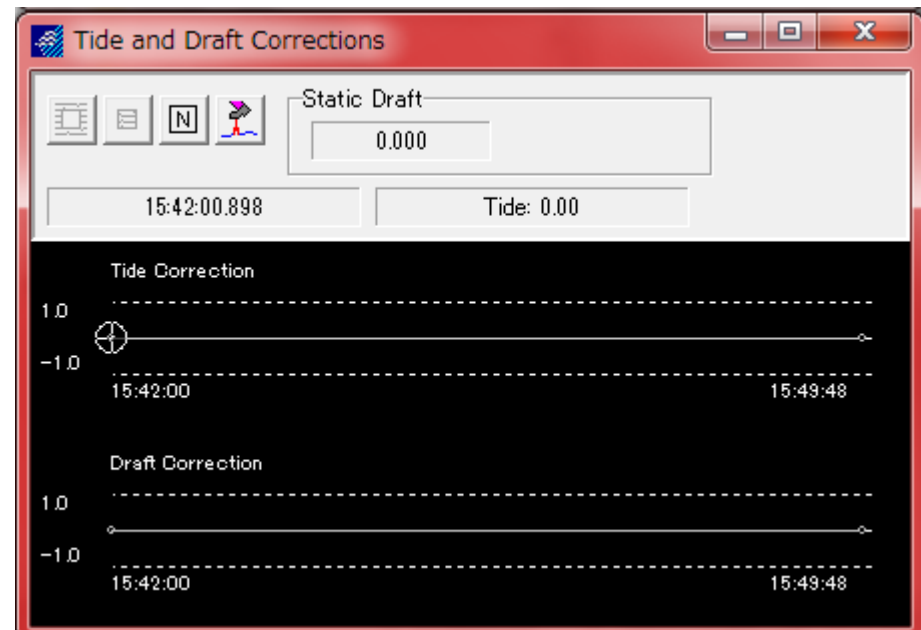 Tide and Draft Corrections
Static Draft
N
0.000
15:42:00.898
Tide: 0.00
Tide Correction
1.0
-1.0
15:42:00 15:49:48
Draft Correction
1.0
-1.0
15:42:00 15:49:48